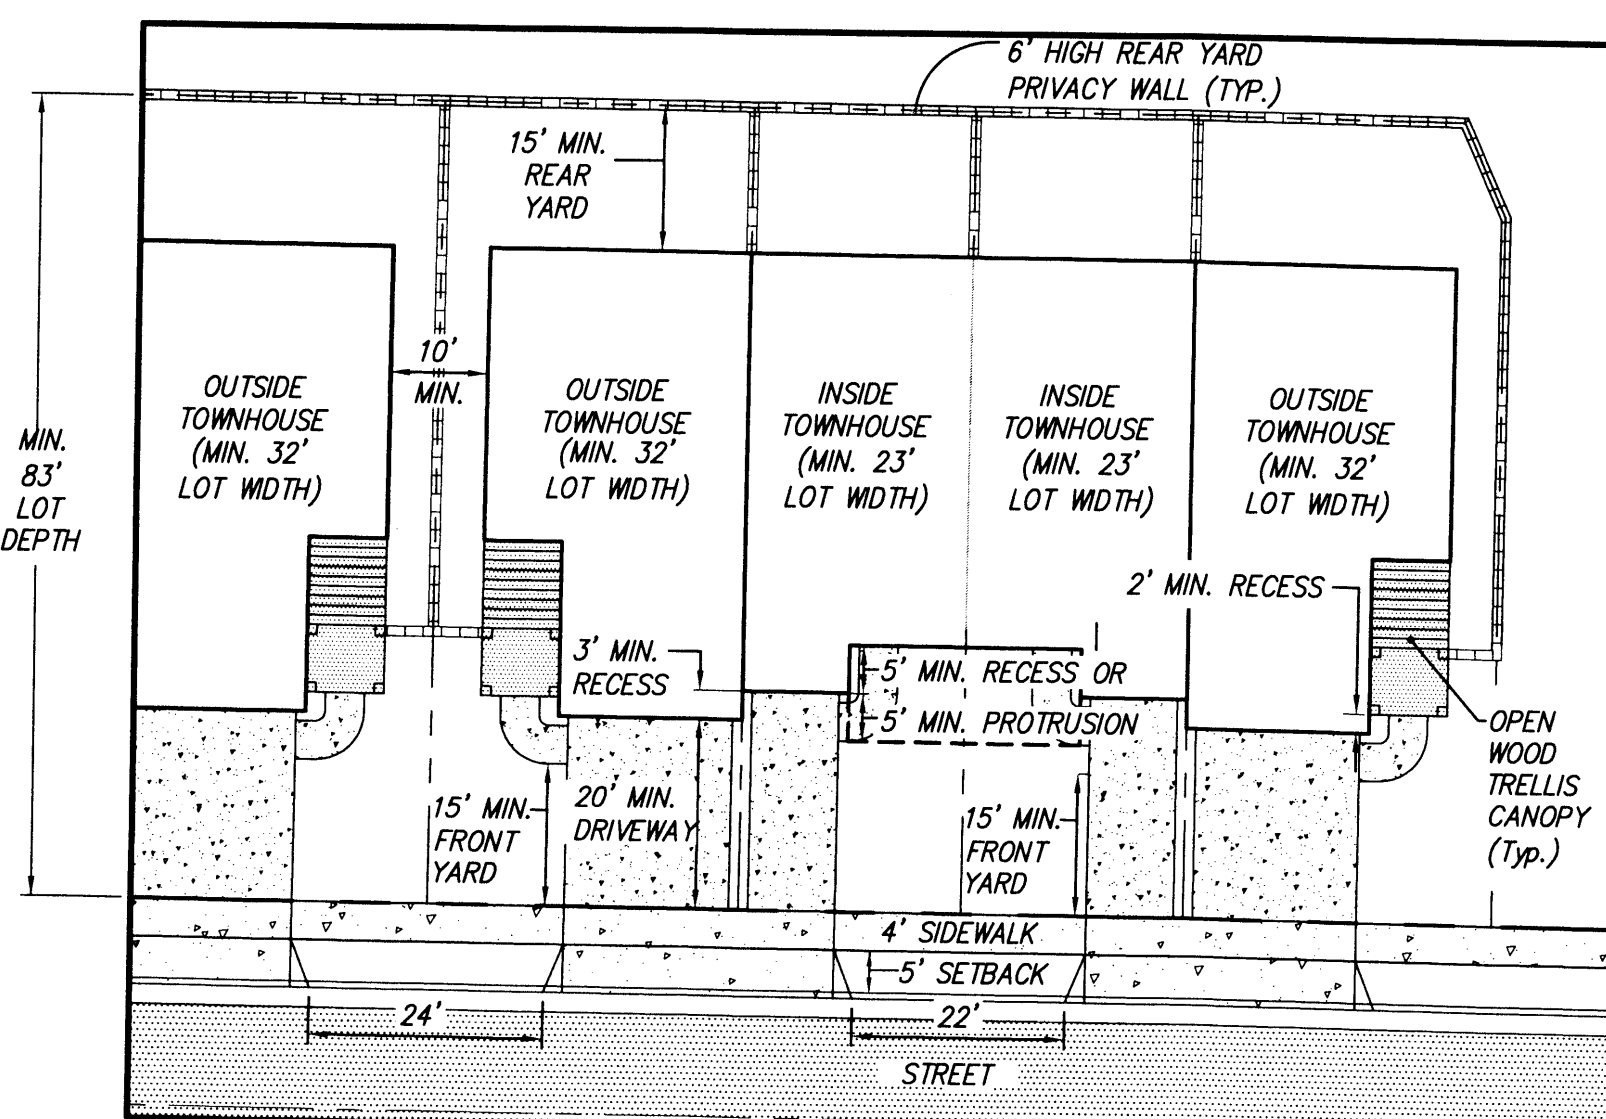 6' HIGH REAR YARD
PRIVACY WALL (TYP.)
15' MIN.
REAR
YARD
10'
MIN.
OUTSIDE
TOWNHOUSE
(MIN. 32'
LOT WIDTH)
OUTSIDE
TOWNHOUSE
(MIN. 32'
LOT WIDTH)
INSIDE
TOWNHOUSE
(MIN. 23'
LOT WIDTH)
INSIDE
TOWNHOUSE
(MIN. 23'
LOT WIDTH)
OUTSIDE
TOWNHOUSE
(MIN. 32'
LOT WIDTH)
MIN.
83'
LOT
DEPTH
2' MIN. RECESS
3' MIN.
RECESS
5' MIN. RECESS OR
5' MIN. PROTRUSION
OPEN
WOOD
TRELLIS
CANOPY
(Typ.)
15' MIN.
FRONT
YARD
20' MIN.
DRIVEWAY
15' MIN.
FRONT
YARD
4' SIDEWALK
5' SETBACK
24'
22'
STREET